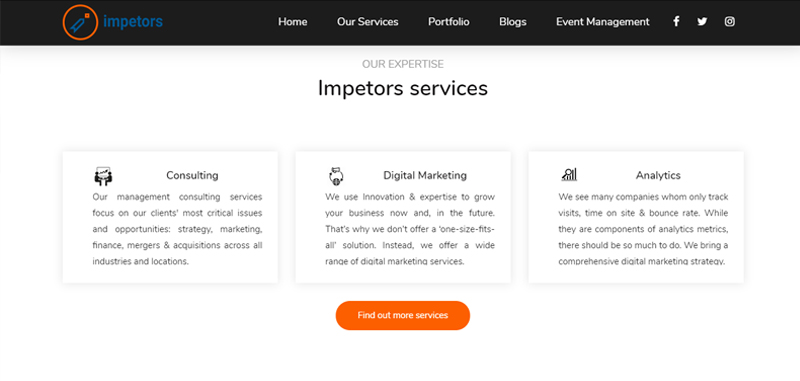 impetors
Home Our Services Portfolio Blogs Event Management
OUR EXPERTISE
Impetors services
Consulting
Our management consulting services
focus on our clients' most critical issues
and opportunities: strategy, marketing,
finance, mergers & acquisitions across all
industries and locations.
Digital Marketing
We use Innovation & expertise to grow
your business now and, in the future.
That's why we don't offer a 'one-size-fits-
all' solution. Instead, we offer a wide
range of digital marketing services.
Analytics
We see many companies whom only track
visits, time on site & bounce rate. While
they are components of analytics metrics,
there should be so much to do. We bring a
comprehensive digital marketing strategy.
Find out more services